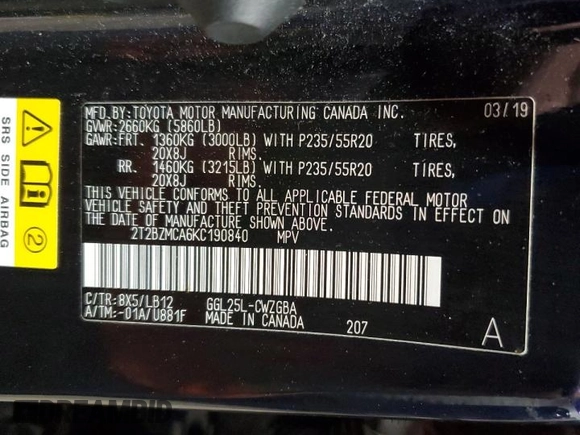 MFD.BY:TOYOTA MOTOR MANUFACTURING CANADA INC. 03/19
GVWR:2660KG (5860LB)
GAWR:FRT. 1360KG (3000LB) WITH P235/55R20 TIRES,
20X8J RIMS.
RR. 1460KG (3215LB) WITH P235/55R20 TIRES,
20X8J RIMS.
THIS VEHICLE CONFORMS TO ALL APPLICABLE FEDERAL MOTOR
VEHICLE SAFETY AND THEFT PREVENTION STANDARDS IN EFFECT ON
THE DATE OF MANUFACTURE SHOWN ABOVE.
2T2BZMCA6KC190840 MPV
C/TR:8X5/LB12 GGL25L-CWZGBA
A/TM:-01A/U881F MADE IN CANADA 207 A
SRS SIDE AIRBAG
2